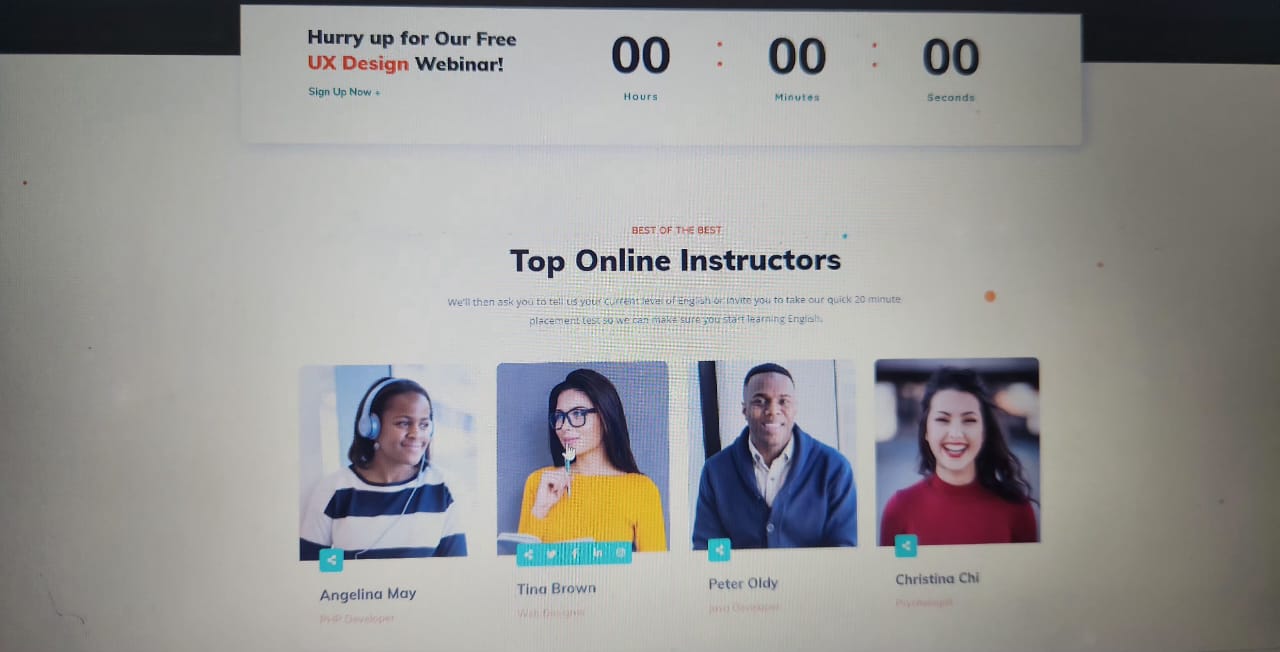 Hurry up for Our Free
UX Design Webinar!
Sign Up Now +
00 : 00 : 00
Hours Minutes Seconds
BEST OF THE BEST
Top Online Instructors
We'll then ask you to tell us your current level of English or invite you to take our quick 20 minute
placement test so we can make sure you start learning English.
Angelina May
PHP Developer
Tina Brown
Web Designer
Peter Oldy
Java Developer
Christina Chi
Psychologist